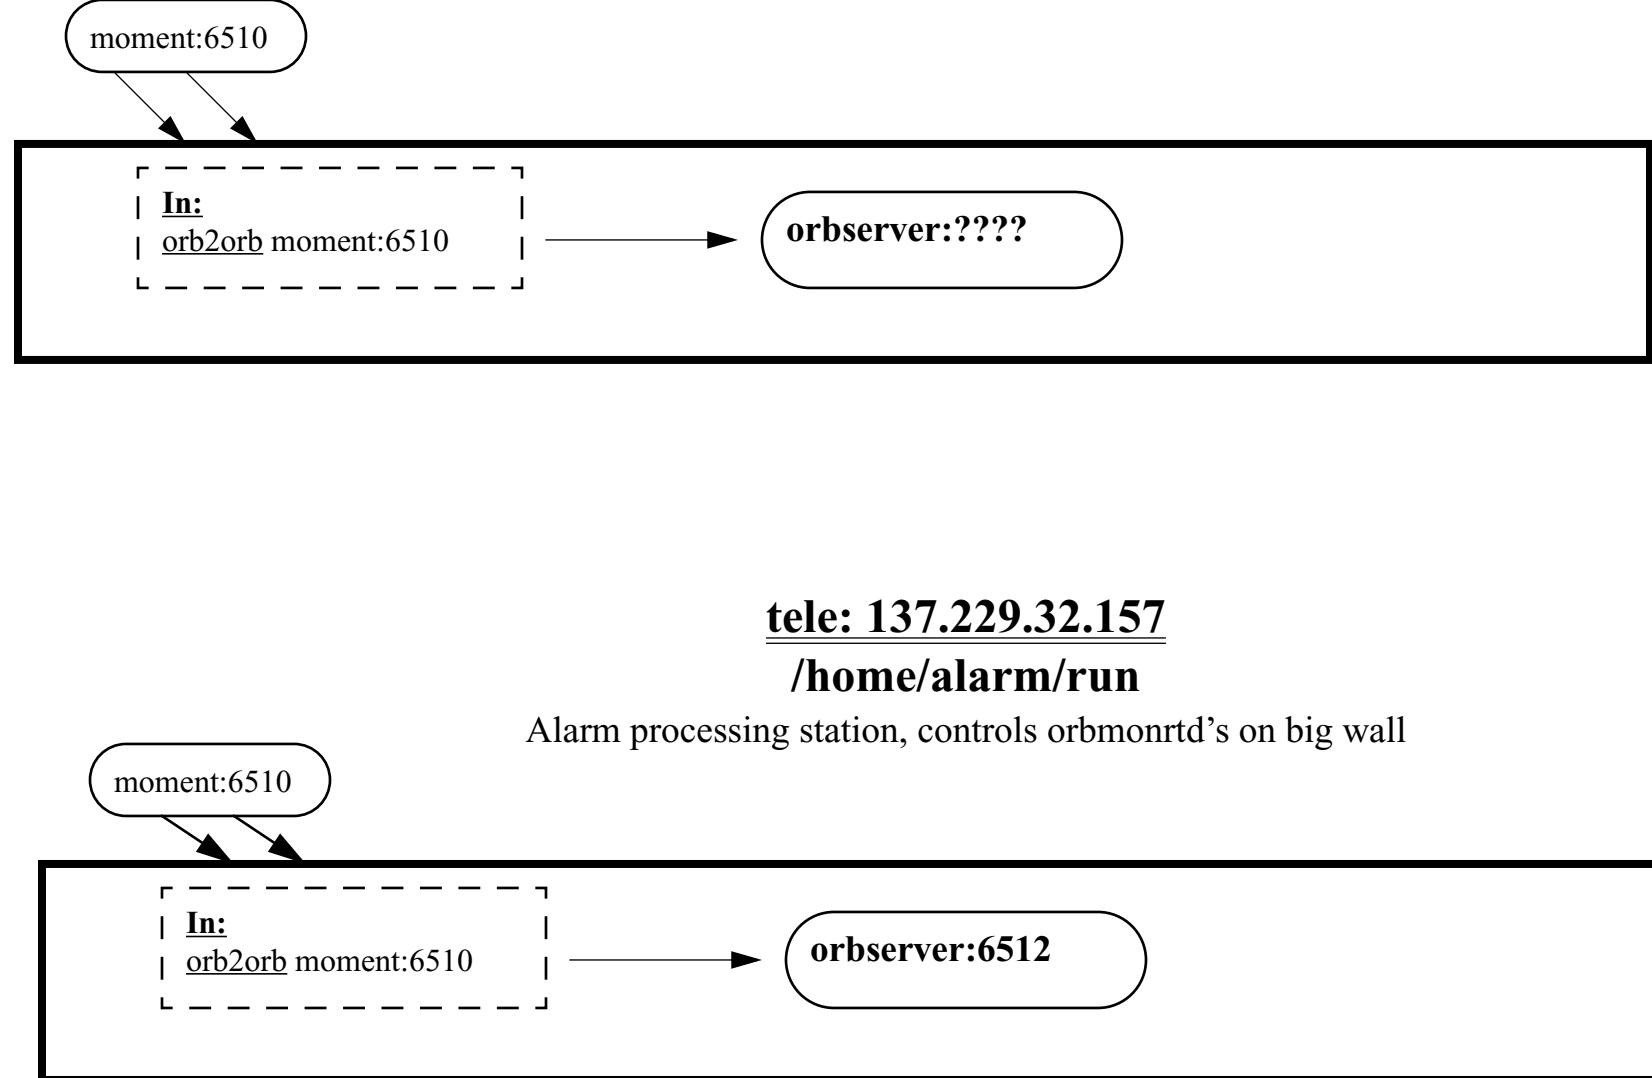 moment:6510
In:
orb2orb moment:6510
orbserver:????
tele: 137.229.32.157
/home/alarm/run
Alarm processing station, controls orbmonrtd’s on big wall
moment:6510
In:
orb2orb moment:6510
orbserver:6512